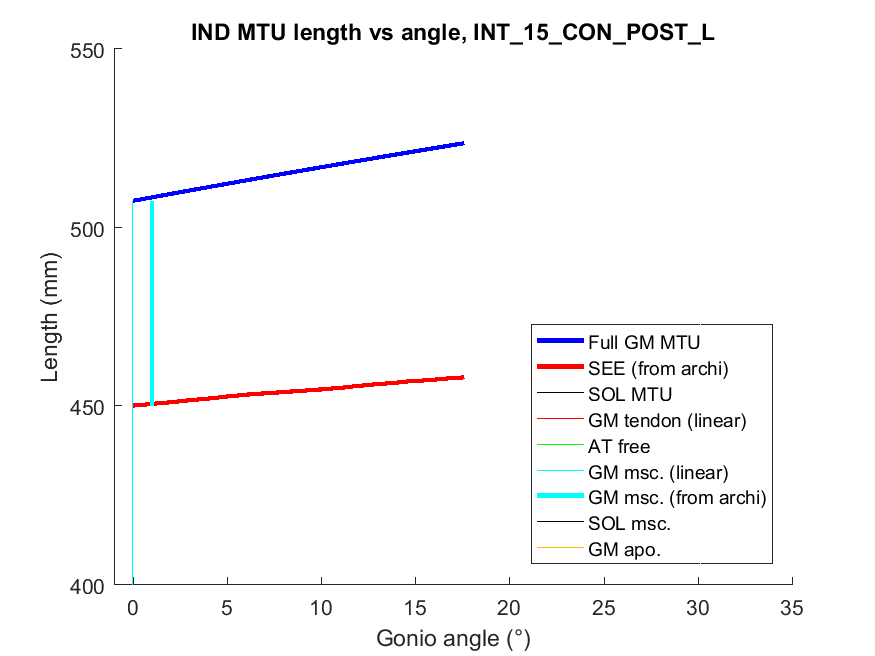 IND MTU length vs angle, INT_15_CON_POST_L
550
500
450
400
Length (mm)
0 5 10 15 20 25 30 35
Gonio angle (°)
Full GM MTU
SEE (from archi)
SOL MTU
GM tendon (linear)
AT free
GM msc. (linear)
GM msc. (from archi)
SOL msc.
GM apo.